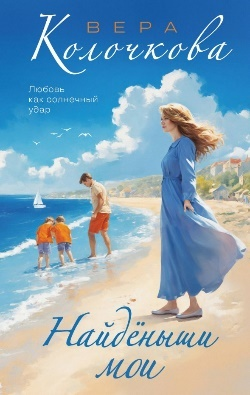 ВЕРА
Колочкова
Любовь
как солнечный
удар
Найдёныши
мои